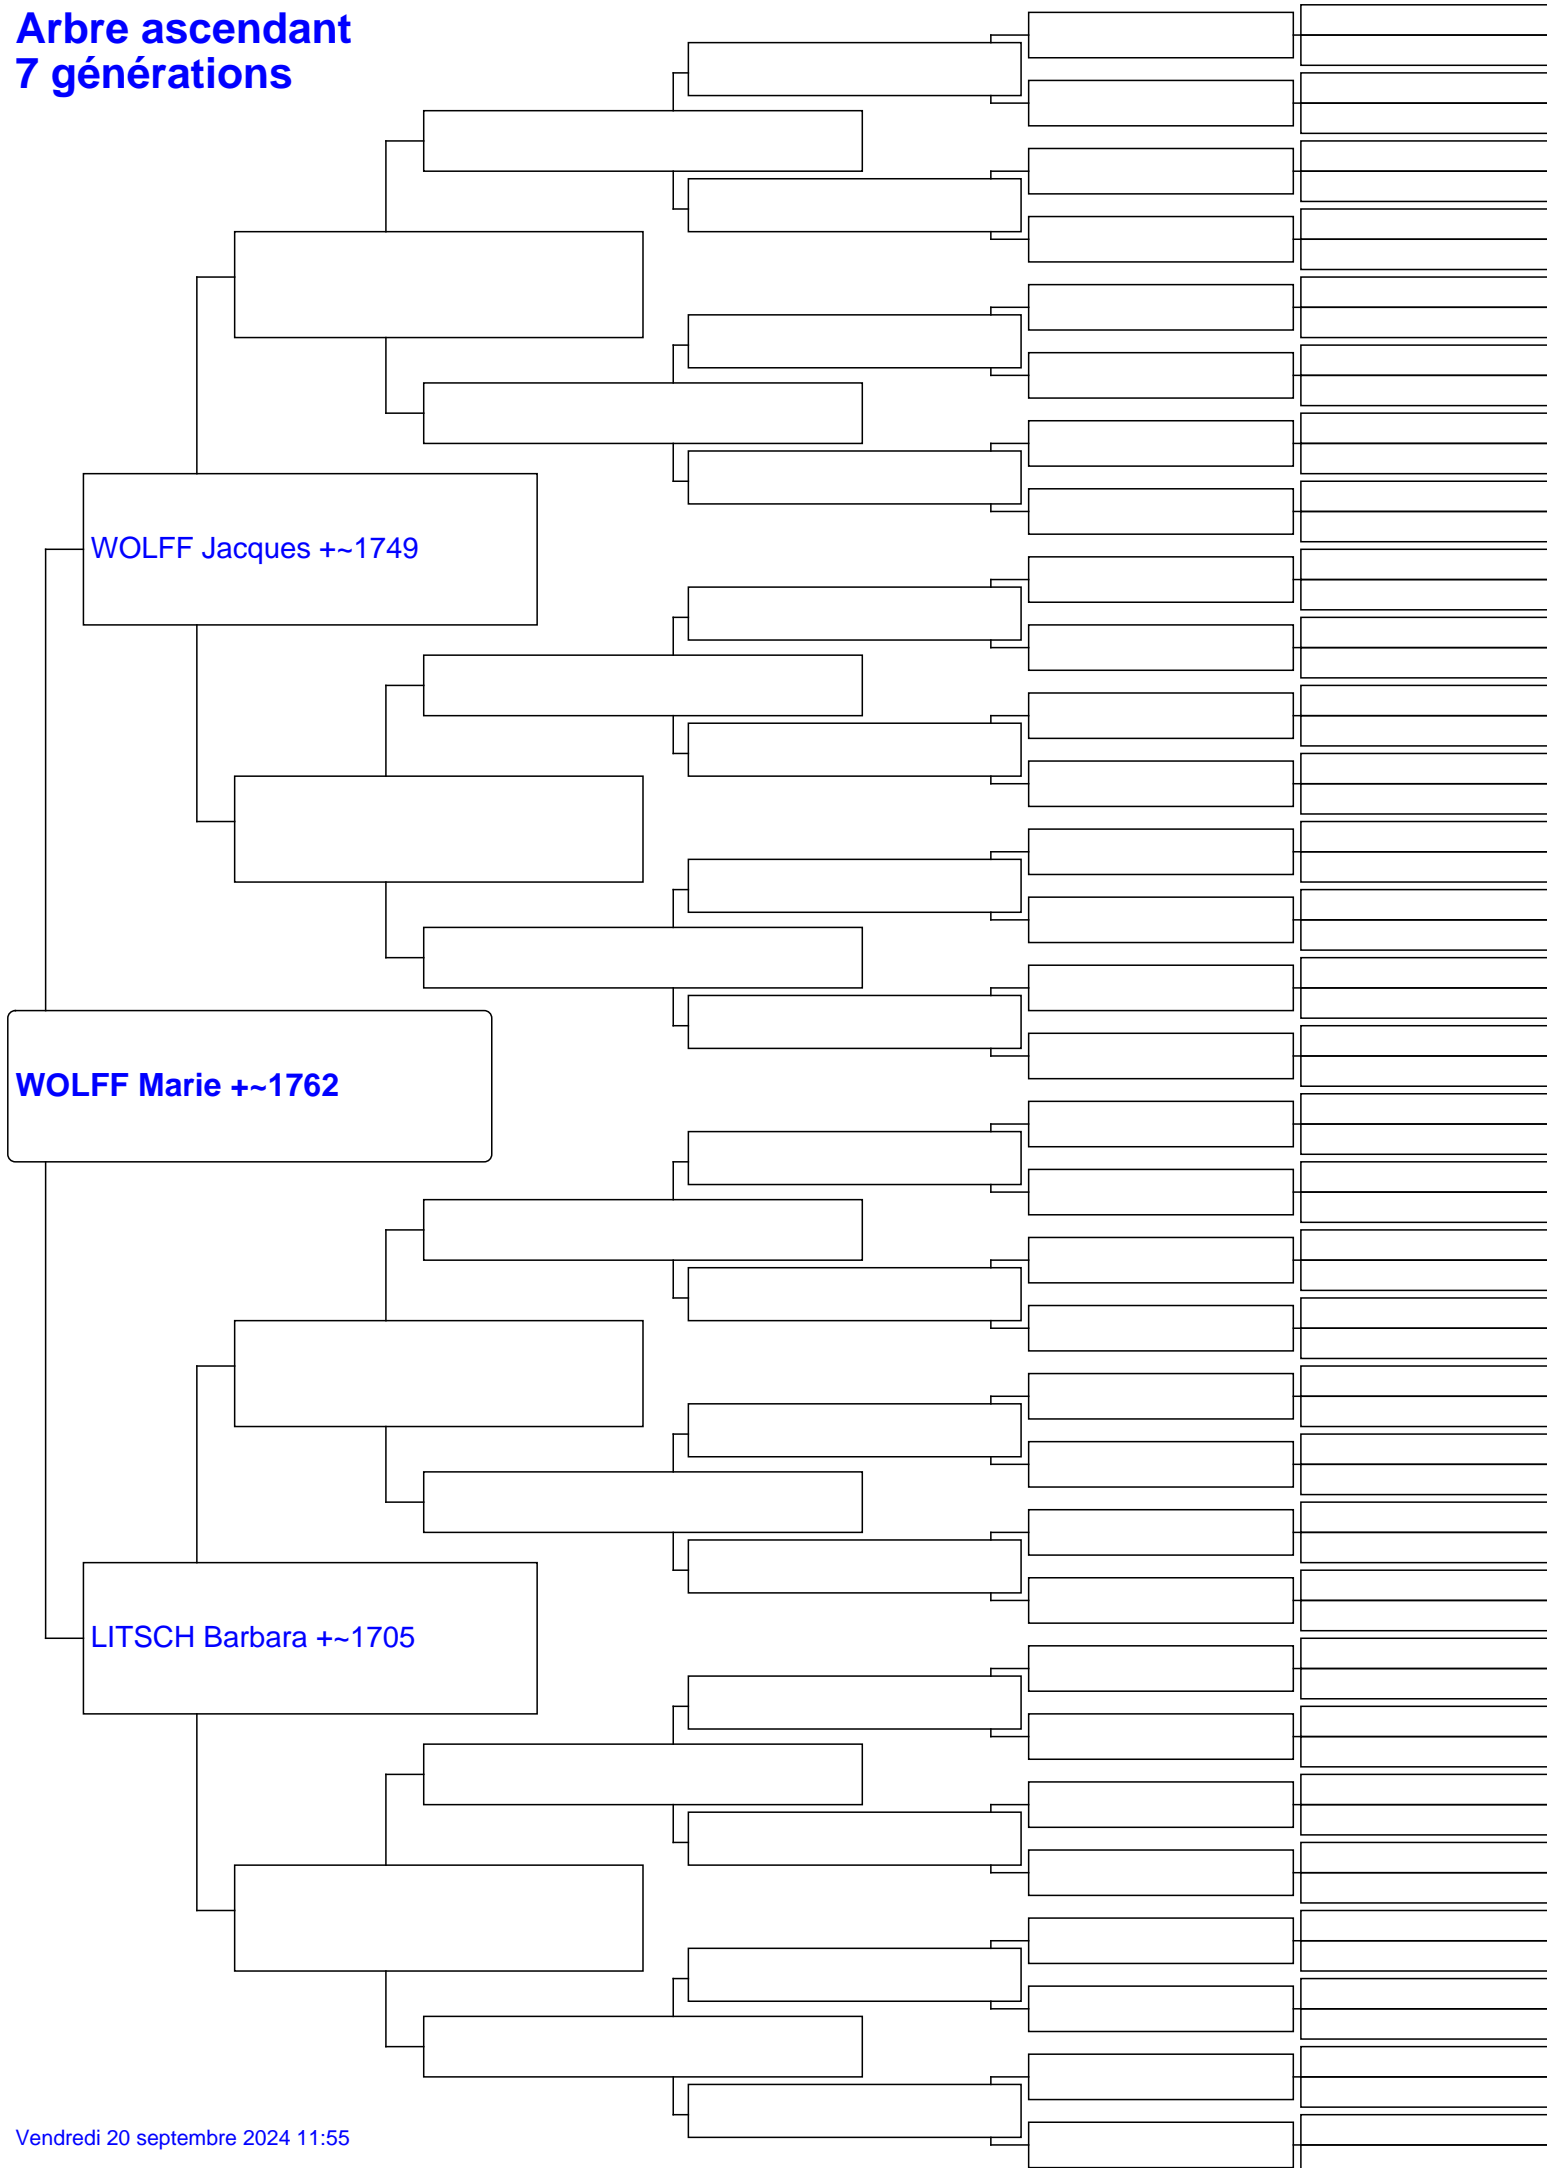 Arbre ascendant
7 générations
WOLFF Jacques +~1749
WOLFF Marie +~1762
LITSCH Barbara +~1705
Vendredi 20 septembre 2024 11:55